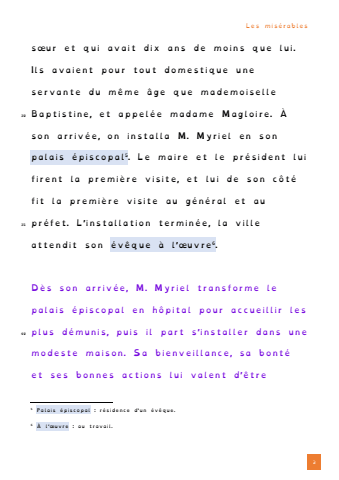 Les misérables
sœur et qui avait dix ans de moins que lui.
Ils avaient pour tout domestique une
servante du même âge que mademoiselle
Baptistine, et appelée madame Magloire. À
son arrivée, on installa M. Myriel en son
palais épiscopal⁵. Le maire et le président lui
firent la première visite, et lui de son côté
fit la première visite au général et au
préfet. L'installation terminée, la ville
attendit son évêque à l'œuvre⁶.
Dès son arrivée, M. Myriel transforme le
palais épiscopal en hôpital pour accueillir les
plus démunis, puis il part s'installer dans une
modeste maison. Sa bienveillance, sa bonté
et ses bonnes actions lui valent d'être
Palais épiscopal : résidence d'un évêque.
À l'œuvre : au travail.